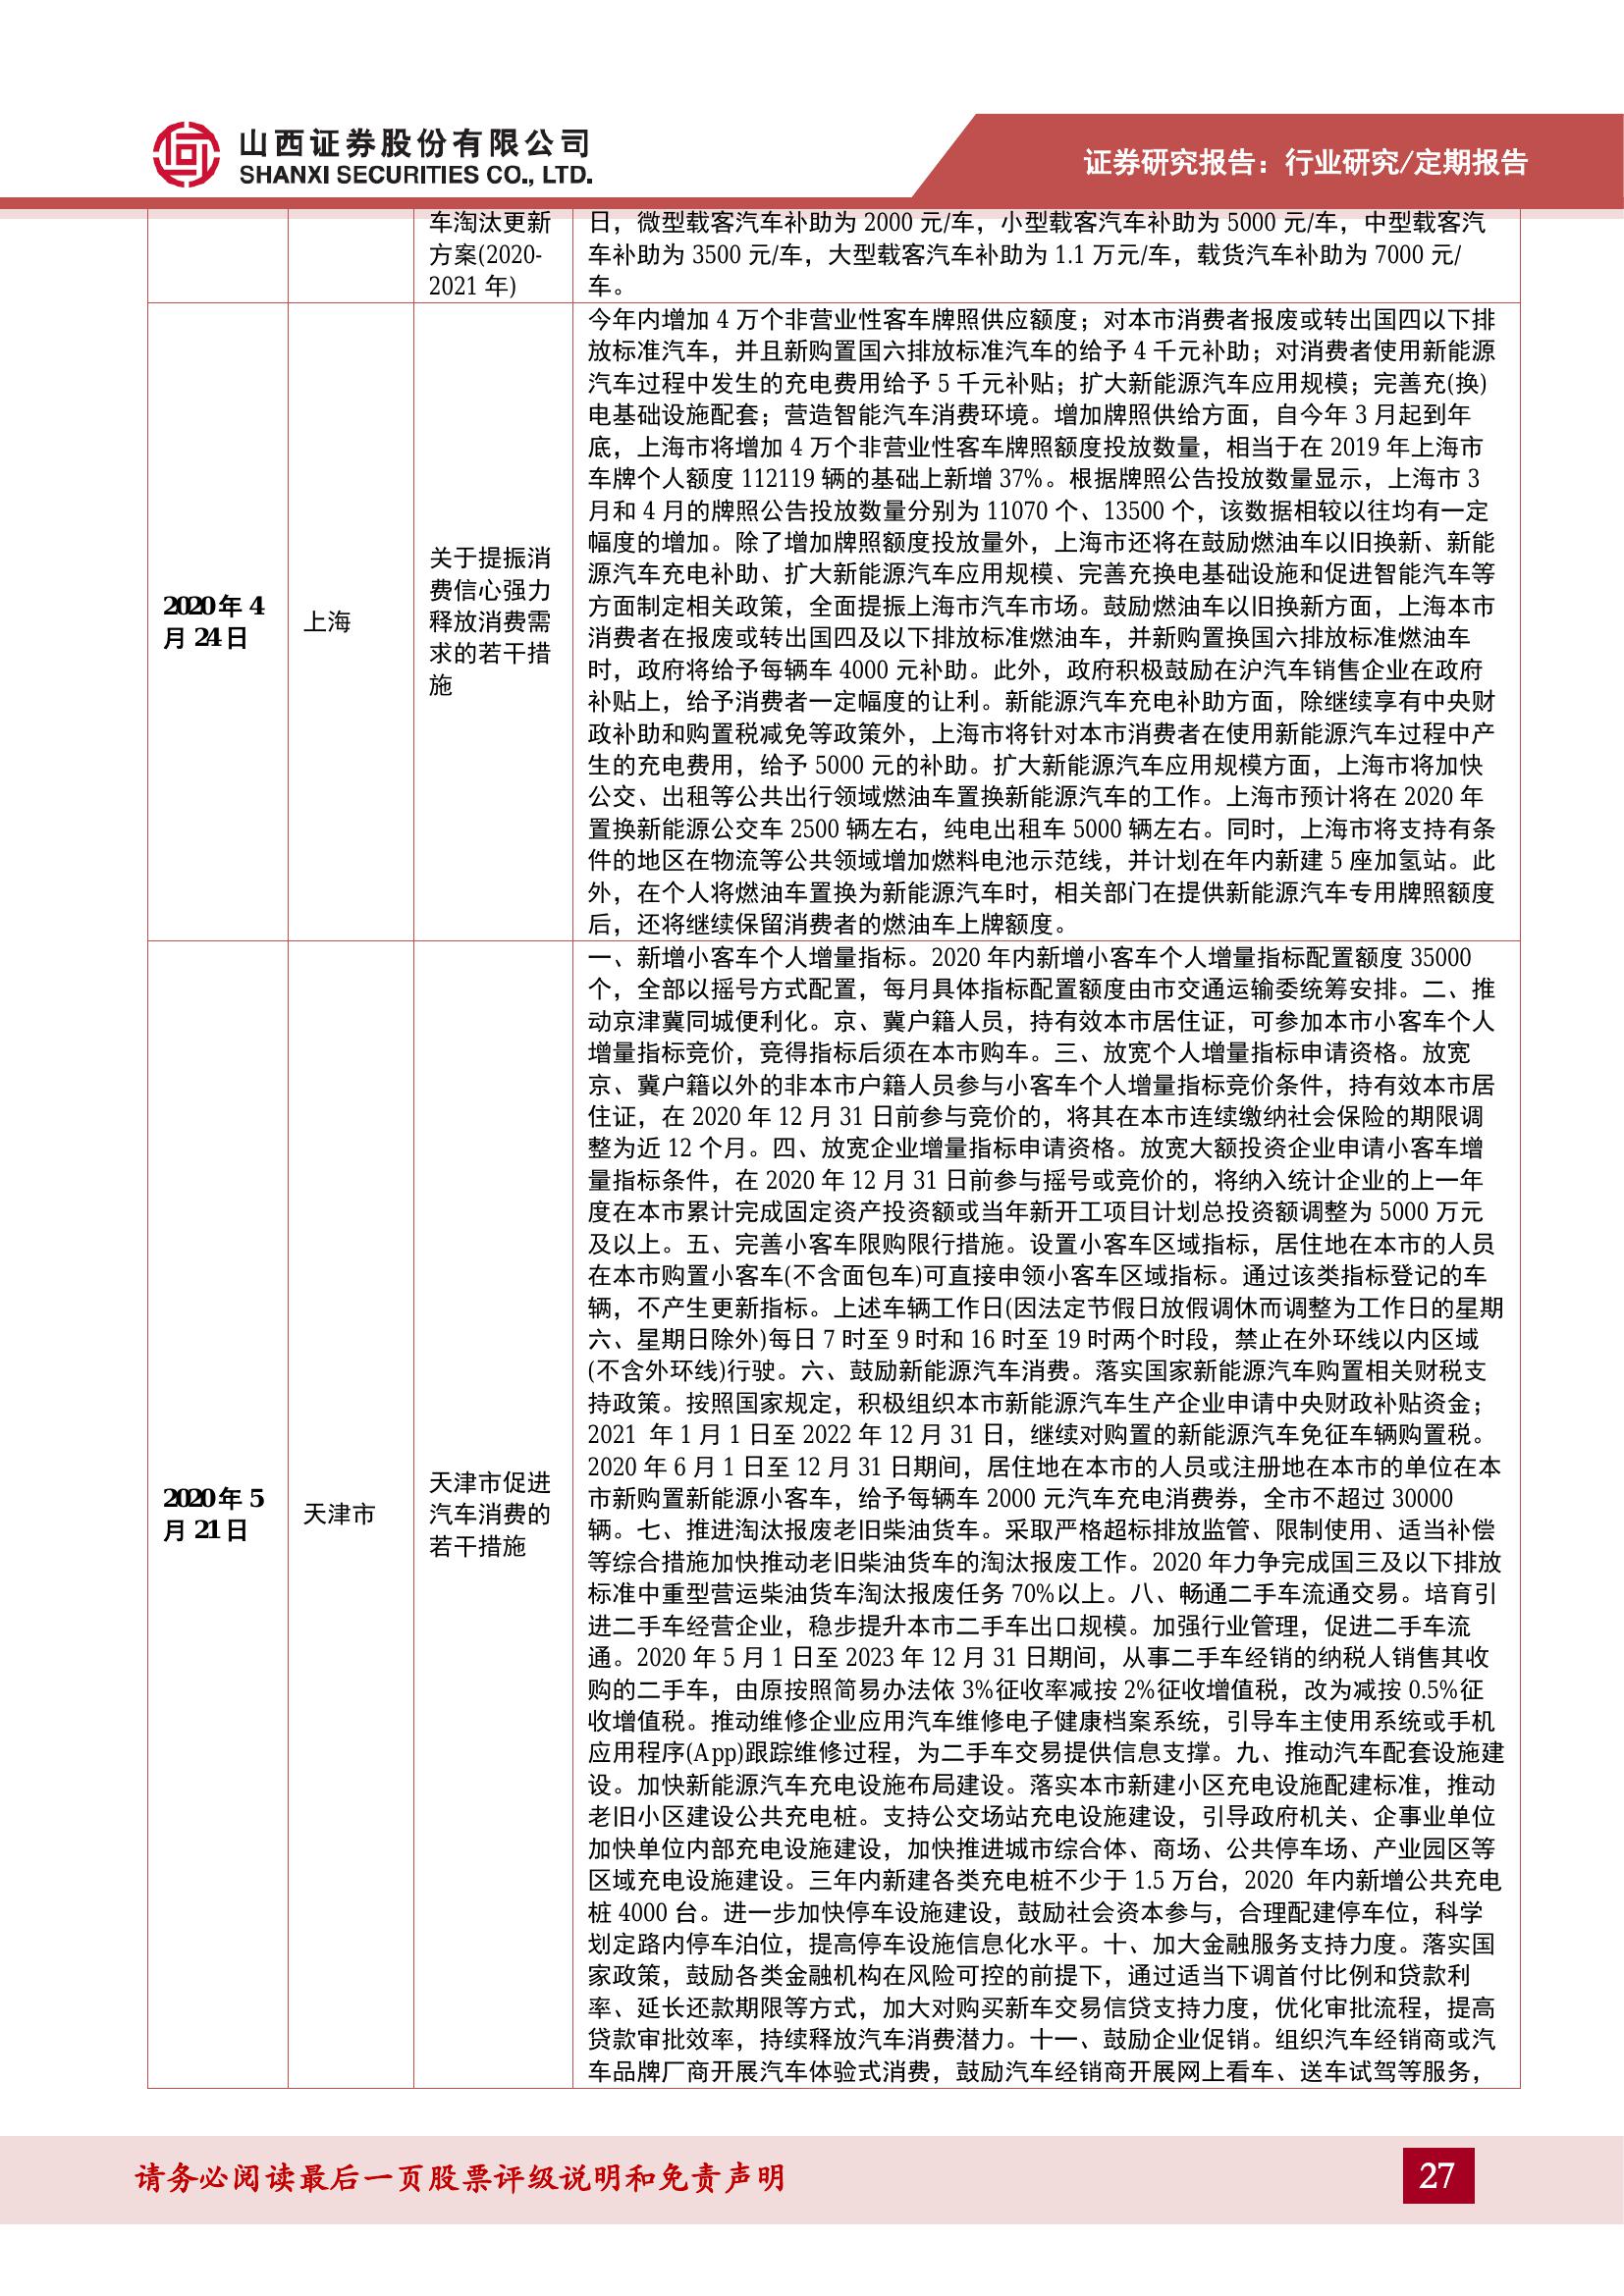 山西证券股份有限公司
SHANXI SECURITIES CO., LTD.
证券研究报告：行业研究/定期报告
车淘汰更新
方案(2020-
2021 年)
日，微型载客汽车补助为 2000 元/车，小型载客汽车补助为 5000 元/车，中型载客汽
车补助为 3500 元/车，大型载客汽车补助为 1.1 万元/车，载货汽车补助为 7000 元/
车。
2020 年 4
月 24 日
上海
关于提振消
费信心强力
释放消费需
求的若干措
施
今年内增加 4 万个非营业性客车牌照供应额度；对本市消费者报废或转出国四以下排
放标准汽车，并且新购置国六排放标准汽车的给予 4 千元补助；对消费者使用新能源
汽车过程中发生的充电费用给予 5 千元补贴；扩大新能源汽车应用规模；完善充(换)
电基础设施配套；营造智能汽车消费环境。增加牌照供给方面，自今年 3 月起到年
底，上海市将增加 4 万个非营业性客车牌照额度投放数量，相当于在 2019 年上海市
车牌个人额度 112119 辆的基础上新增 37%。根据牌照公告投放数量显示，上海市 3
月和 4 月的牌照公告投放数量分别为 11070 个、13500 个，该数据相较以往均有一定
幅度的增加。除了增加牌照额度投放量外，上海市还将在鼓励燃油车以旧换新、新能
源汽车充电补助、扩大新能源汽车应用规模、完善充换电基础设施和促进智能汽车等
方面制定相关政策，全面提振上海市汽车市场。鼓励燃油车以旧换新方面，上海本市
消费者在报废或转出国四及以下排放标准燃油车，并新购置换国六排放标准燃油车
时，政府将给予每辆车 4000 元补助。此外，政府积极鼓励在沪汽车销售企业在政府
补贴上，给予消费者一定幅度的让利。新能源汽车充电补助方面，除继续享有中央财
政补助和购置税减免等政策外，上海市将针对本市消费者在使用新能源汽车过程中产
生的充电费用，给予 5000 元的补助。扩大新能源汽车应用规模方面，上海市将加快
公交、出租等公共出行领域燃油车置换新能源汽车的工作。上海市预计将在 2020 年
置换新能源公交车 2500 辆左右，纯电出租车 5000 辆左右。同时，上海市将支持有条
件的地区在物流等公共领域增加燃料电池示范线，并计划在年内新建 5 座加氢站。此
外，在个人将燃油车置换为新能源汽车时，相关部门在提供新能源汽车专用牌照额度
后，还将继续保留消费者的燃油车上牌额度。
2020 年 5
月 21 日
天津市
天津市促进
汽车消费的
若干措施
一、新增小客车个人增量指标。2020 年内新增小客车个人增量指标配置额度 35000
个，全部以摇号方式配置，每月具体指标配置额度由市交通运输委统筹安排。二、推
动京津冀同城便利化。京、冀户籍人员，持有效本市居住证，可参加本市小客车个人
增量指标竞价，竞得指标后须在本市购车。三、放宽个人增量指标申请资格。放宽
京、冀户籍以外的非本市户籍人员参与小客车个人增量指标竞价条件，持有效本市居
住证，在 2020 年 12 月 31 日前参与竞价的，将其在本市连续缴纳社会保险的期限调
整为近 12 个月。四、放宽企业增量指标申请资格。放宽大额投资企业申请小客车增
量指标条件，在 2020 年 12 月 31 日前参与摇号或竞价的，将纳入统计企业的上一年
度在本市累计完成固定资产投资额或当年新开工项目计划总投资额调整为 5000 万元
及以上。五、完善小客车限购限行措施。设置小客车区域指标，居住地在本市的人员
在本市购置小客车(不含面包车)可直接申领小客车区域指标。通过该类指标登记的车
辆，不产生更新指标。上述车辆工作日(因法定节假日放假调休而调整为工作日的星期
六、星期日除外)每日 7 时至 9 时和 16 时至 19 时两个时段，禁止在外环线以内区域
(不含外环线)行驶。六、鼓励新能源汽车消费。落实国家新能源汽车购置相关财税支
持政策。按照国家规定，积极组织本市新能源汽车生产企业申请中央财政补贴资金；
2021 年 1 月 1 日至 2022 年 12 月 31 日，继续对购置的新能源汽车免征车辆购置税。
2020 年 6 月 1 日至 12 月 31 日期间，居住地在本市的人员或注册地在本市的单位在本
市新购置新能源小客车，给予每辆车 2000 元汽车充电消费券，全市不超过 30000
辆。七、推进淘汰报废老旧柴油货车。采取严格超标排放监管、限制使用、适当补偿
等综合措施加快推动老旧柴油货车的淘汰报废工作。2020 年力争完成国三及以下排放
标准中重型营运柴油货车淘汰报废任务 70%以上。八、畅通二手车流通交易。培育引
进二手车经营企业，稳步提升本市二手车出口规模。加强行业管理，促进二手车流
通。2020 年 5 月 1 日至 2023 年 12 月 31 日期间，从事二手车经销的纳税人销售其收
购的二手车，由原按照简易办法依 3%征收率减按 2%征收增值税，改为减按 0.5%征
收增值税。推动维修企业应用汽车维修电子健康档案系统，引导车主使用系统或手机
应用程序(App)跟踪维修过程，为二手车交易提供信息支撑。九、推动汽车配套设施建
设。加快新能源汽车充电设施布局建设。落实本市新建小区充电设施配建标准，推动
老旧小区建设公共充电桩。支持公交场站充电设施建设，引导政府机关、企事业单位
加快单位内部充电设施建设，加快推进城市综合体、商场、公共停车场、产业园区等
区域充电设施建设。三年内新建各类充电桩不少于 1.5 万台，2020 年内新增公共充电
桩 4000 台。进一步加快停车设施建设，鼓励社会资本参与，合理配建停车位，科学
划定路内停车泊位，提高停车设施信息化水平。十、加大金融服务支持力度。落实国
家政策，鼓励各类金融机构在风险可控的前提下，通过适当下调首付比例和贷款利
率、延长还款期限等方式，加大对购买新车交易信贷支持力度，优化审批流程，提高
贷款审批效率，持续释放汽车消费潜力。十一、鼓励企业促销。组织汽车经销商或汽
车品牌厂商开展汽车体验式消费，鼓励汽车经销商开展网上看车、送车试驾等服务，
请务必阅读最后一页股票评级说明和免责声明
27